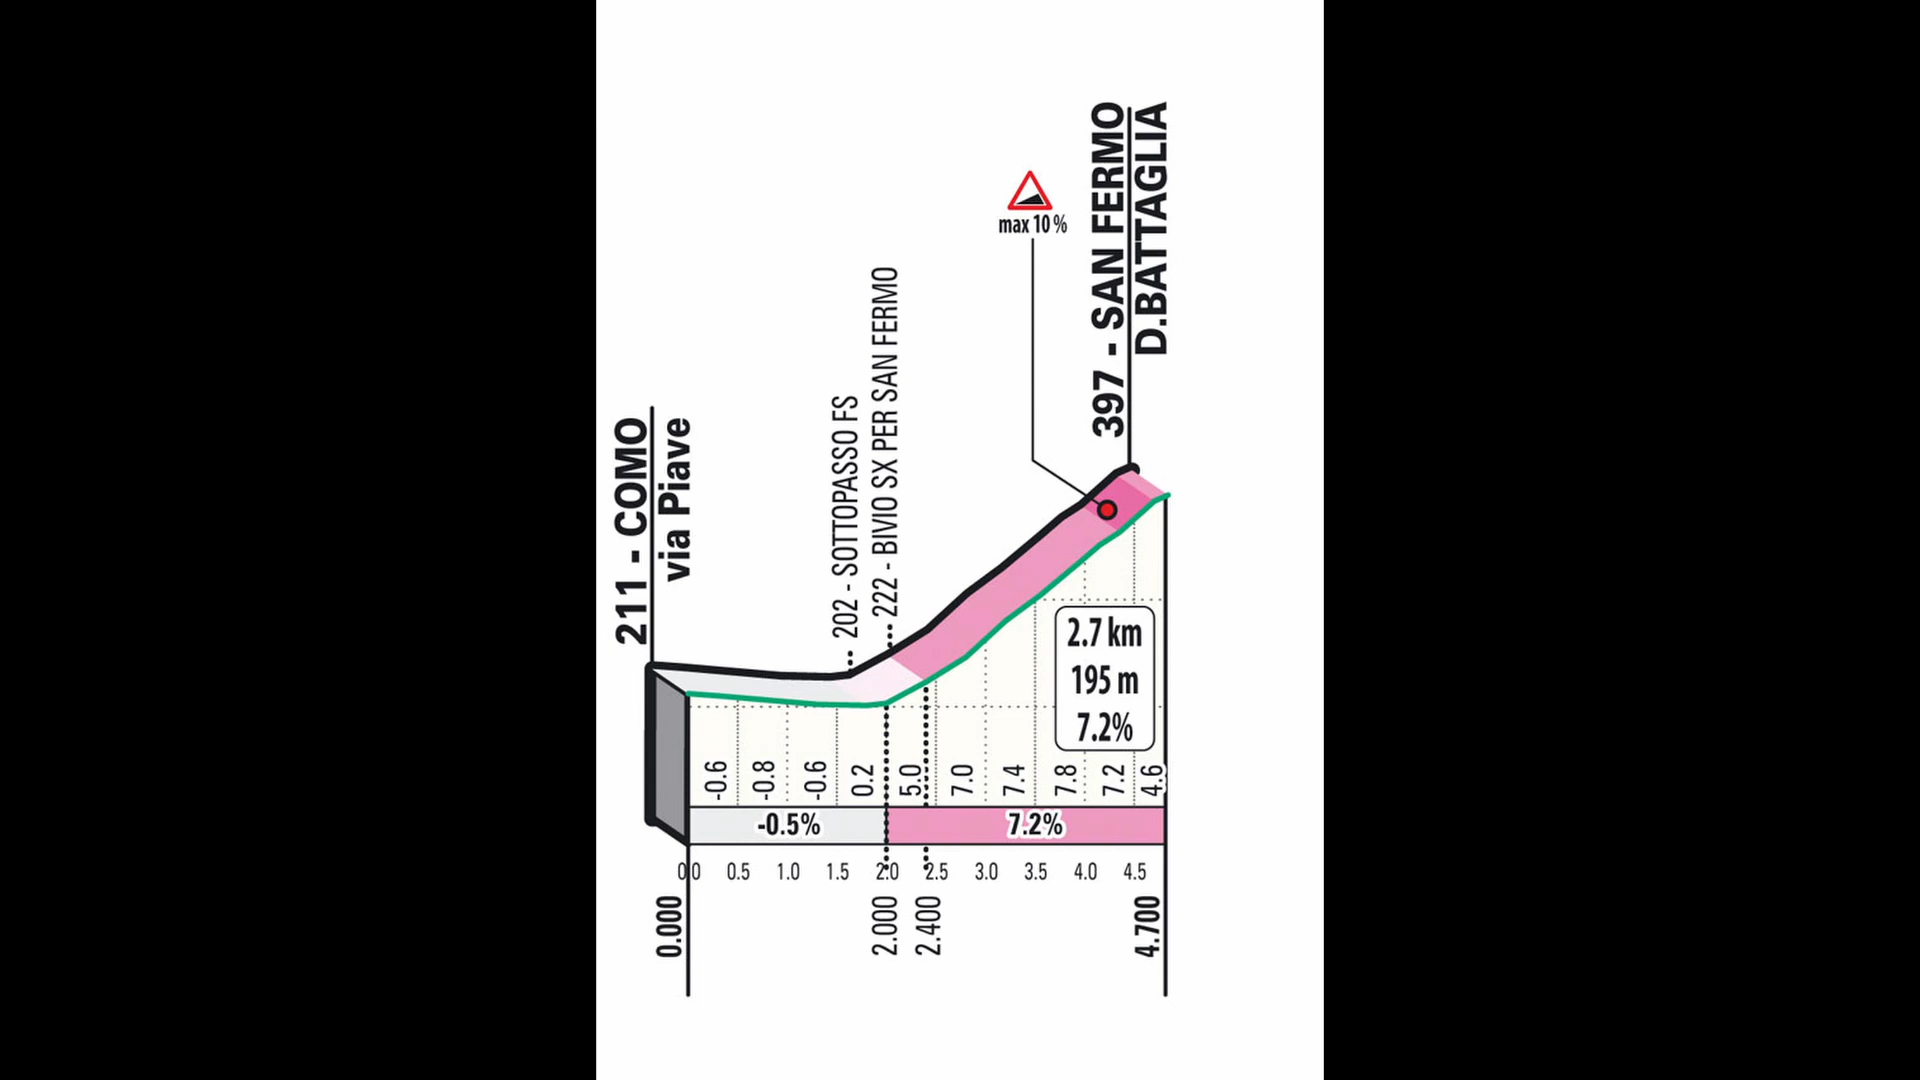 211 - COMO
via Piave
202 - SOTTOPASSO FS
222 - BIVIO SX PER SAN FERMO
max 10 %
397 - SAN FERMO
D.BATTAGLIA
2.7 km
195 m
7.2%
-0.6 -0.8 -0.6 0.2 5.0 7.0 7.4 7.8 7.2 4.6
-0.5% 7.2%
0.0 0.5 1.0 1.5 2.0 2.5 3.0 3.5 4.0 4.5
0.000 2.000 2.400 4.700